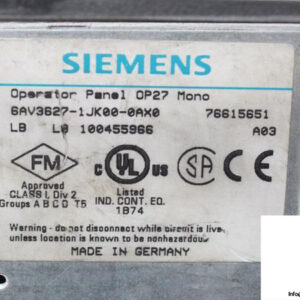 SIEMENS
Operator Panel OP27 Mono
6AV3627-1JK00-0AX0 76615651
LB L0 100455966 A03
FM
Approved
CLASS I, Div 2
Groups A B C D T5
C UL US
Listed
IND. CONT. EQ.
1B74
SA
CE
Warning - do not disconnect while circuit is live
unless location is known to be nonhazardous
MADE IN GERMANY